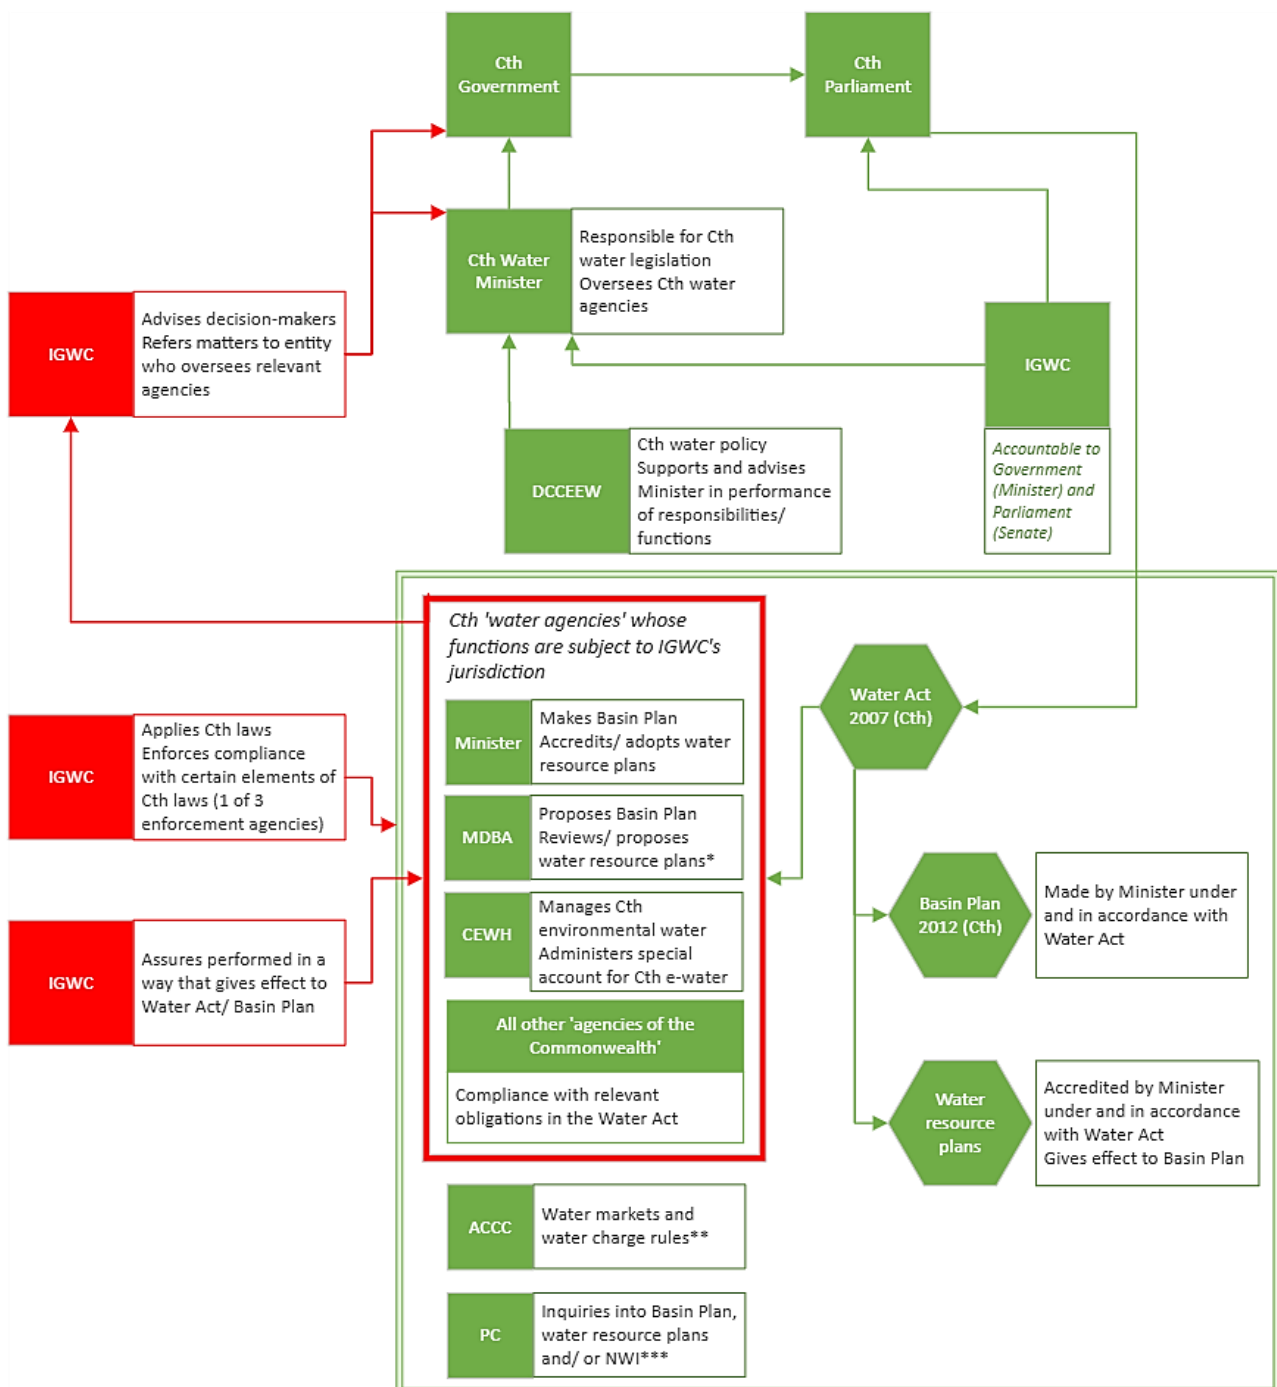 Cth
Government
Cth
Parliament
Cth Water
Minister
Responsible for Cth
water legislation
Oversees Cth water
agencies
IGWC
Advises decision-makers
Refers matters to entity
who oversees relevant
agencies
IGWC
Accountable to
Government
(Minister) and
Parliament
(Senate)
DCCEEW
Cth water policy
Supports and advises
Minister in performance
of responsibilities/
functions
Cth 'water agencies' whose
functions are subject to IGWC's
jurisdiction
Minister
Makes Basin Plan
Accredits/ adopts water
resource plans
MDBA
Proposes Basin Plan
Reviews/ proposes
water resource plans*
CEWH
Manages Cth
environmental water
Administers special
account for Cth e-water
All other 'agencies of the
Commonwealth'
Compliance with relevant
obligations in the Water Act
ACCC
Water markets and
water charge rules**
PC
Inquiries into Basin Plan,
water resource plans
and/ or NWI***
IGWC
Applies Cth laws
Enforces compliance
with certain elements of
Cth laws (1 of 3
enforcement agencies)
IGWC
Assures performed in a
way that gives effect to
Water Act/ Basin Plan
Water Act
2007 (Cth)
Basin Plan
2012 (Cth)
Made by Minister under
and in accordance with
Water Act
Water
resource
plans
Accredited by Minister
under and in accordance
with Water Act
Gives effect to Basin Plan